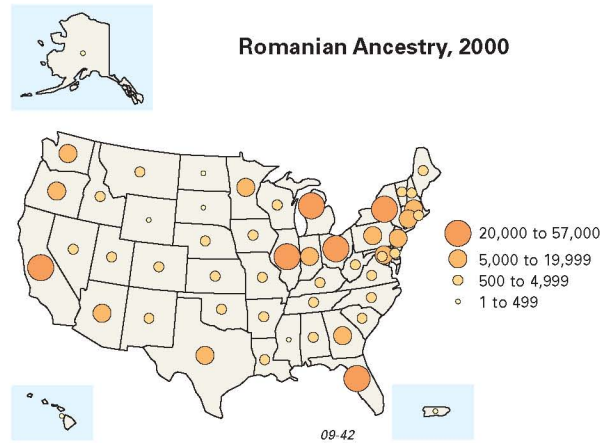 Romanian Ancestry, 2000
20,000 to 57,000
5,000 to 19,999
500 to 4,999
1 to 499
09-42